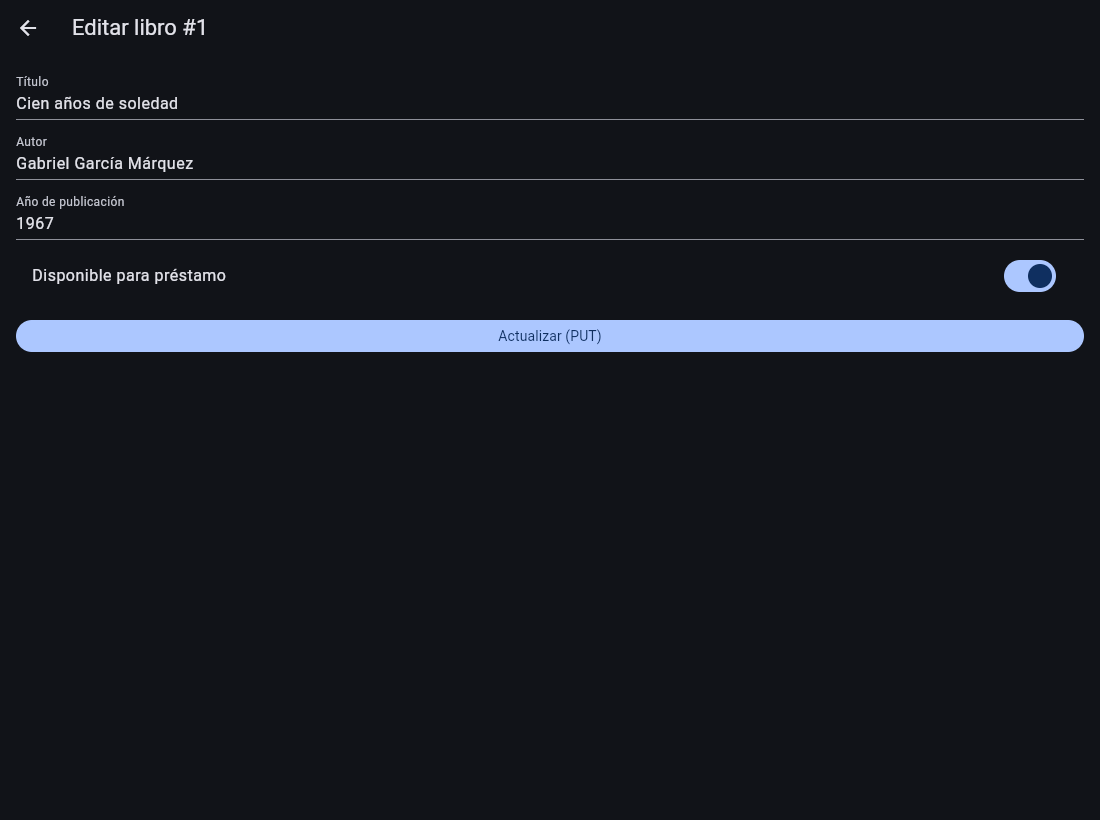 Editar libro #1
Título
Cien años de soledad
Autor
Gabriel García Márquez
Año de publicación
1967
Disponible para préstamo
Actualizar (PUT)